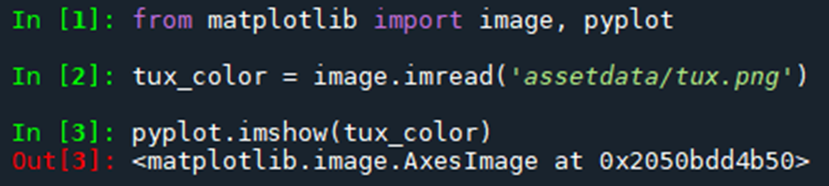 In [1]: from matplotlib import image, pyplot
In [2]: tux_color = image.imread('assetdata/tux.png')
In [3]: pyplot.imshow(tux_color)
Out[3]: <matplotlib.image.AxesImage at 0x2050bdd4b50>